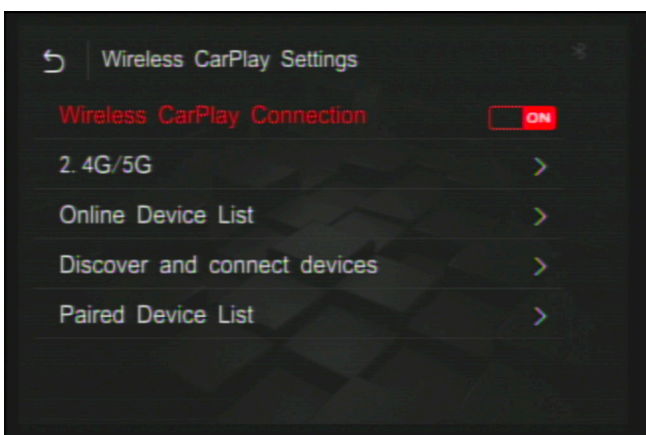 Wireless CarPlay Settings
Wireless CarPlay Connection ON
2.4G/5G
Online Device List
Discover and connect devices
Paired Device List